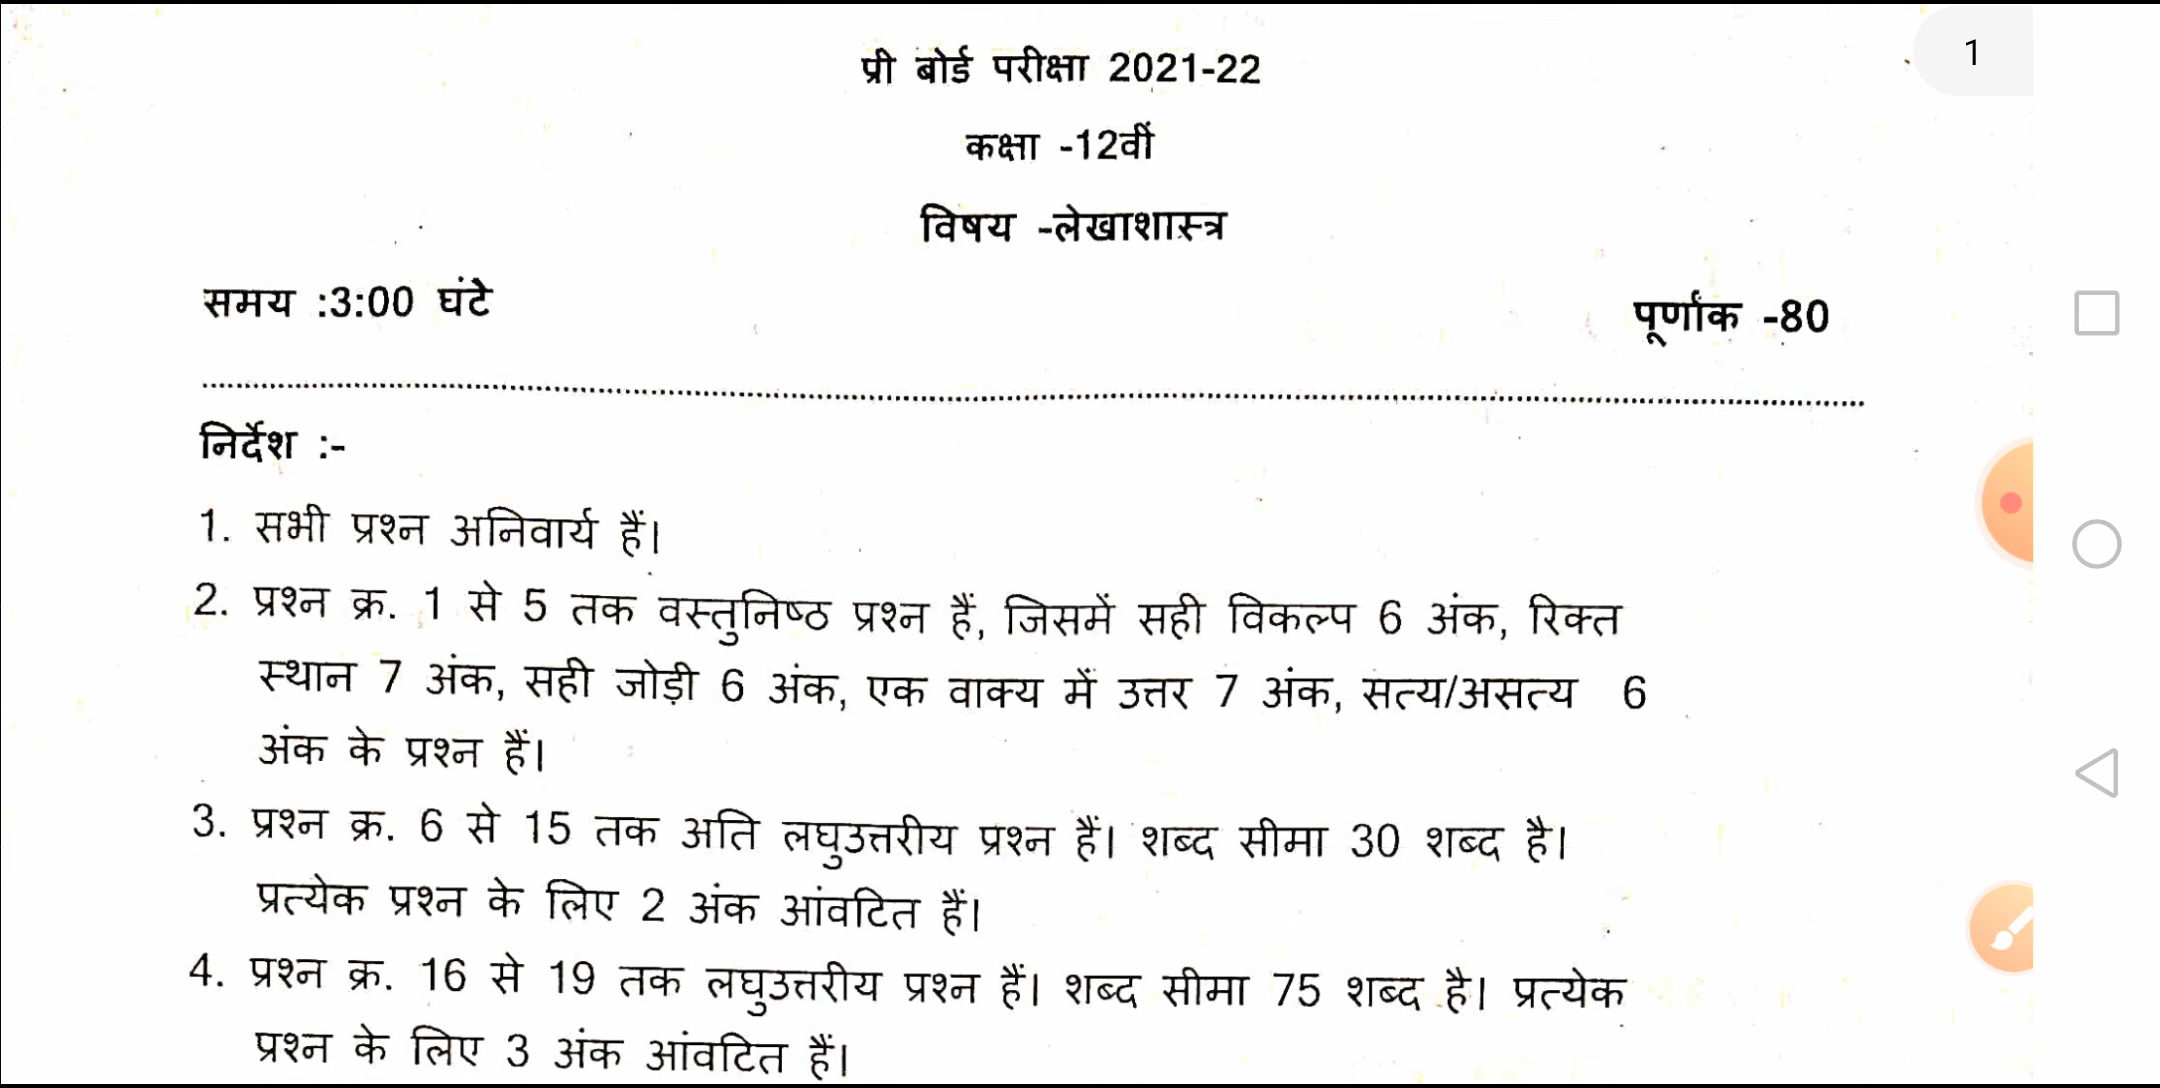 1
प्री बोर्ड परीक्षा 2021-22
कक्षा -12वीं
विषय -लेखाशास्त्र
समय :3:00 घंटे
पूर्णांक -80
निर्देश :-
1. सभी प्रश्न अनिवार्य हैं।
2. प्रश्न क्र. 1 से 5 तक वस्तुनिष्ठ प्रश्न हैं, जिसमें सही विकल्प 6 अंक, रिक्त
स्थान 7 अंक, सही जोड़ी 6 अंक, एक वाक्य में उत्तर 7 अंक, सत्य/असत्य 6
अंक के प्रश्न हैं।
3. प्रश्न क्र. 6 से 15 तक अति लघुउत्तरीय प्रश्न हैं। शब्द सीमा 30 शब्द है।
प्रत्येक प्रश्न के लिए 2 अंक आंवटित हैं।
4. प्रश्न क्र. 16 से 19 तक लघुउत्तरीय प्रश्न हैं। शब्द सीमा 75 शब्द है। प्रत्येक
प्रश्न के लिए 3 अंक आंवटित हैं।